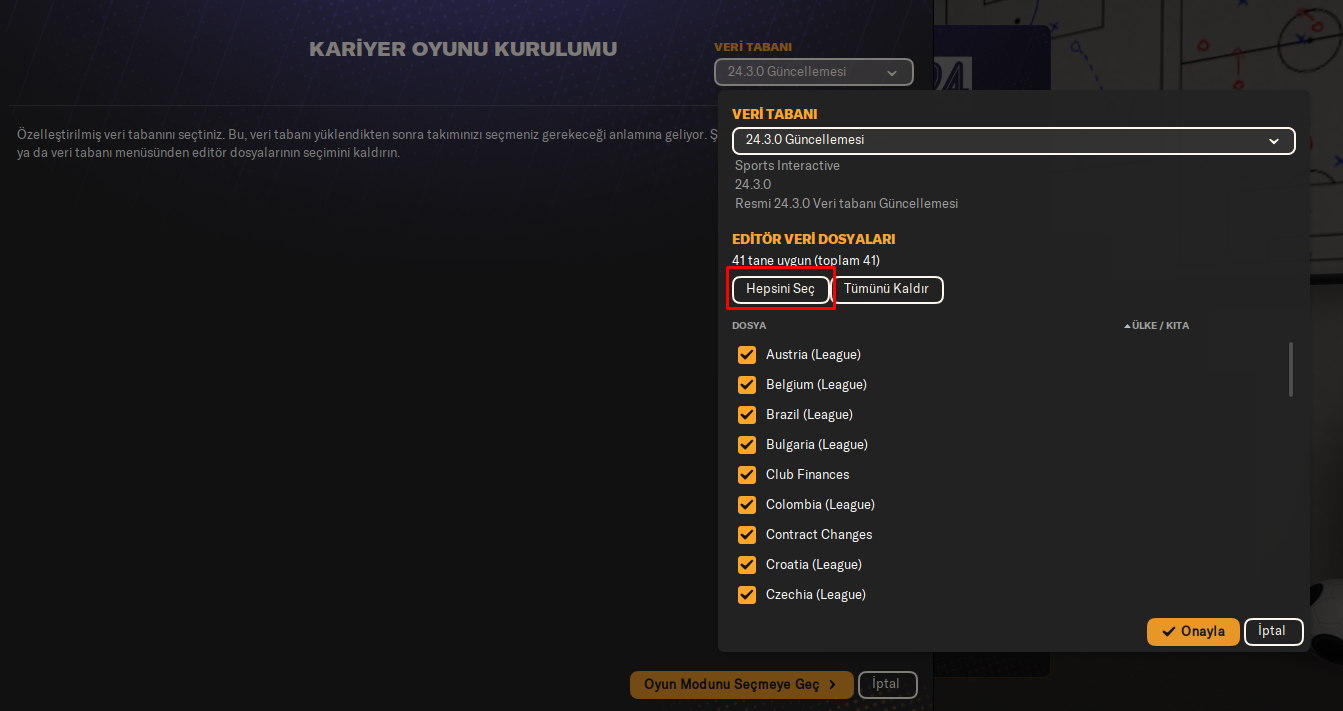 KARİYER OYUNU KURULUMU
VERİ TABANI
24.3.0 Güncellemesi
Özelleştirilmiş veri tabanını seçtiniz. Bu, veri tabanı yüklendikten sonra takımınızı seçmeniz gerekeceği anlamına geliyor. Ş
ya da veri tabanı menüsünden editör dosyalarının seçimini kaldırın.
24
VERİ TABANI
24.3.0 Güncellemesi
Sports Interactive
24.3.0
Resmi 24.3.0 Veri tabanı Güncellemesi
EDİTÖR VERİ DOSYALARI
41 tane uygun (toplam 41)
Hepsini Seç
Tümünü Kaldır
DOSYA
ÜLKE / KITA
Austria (League)
Belgium (League)
Brazil (League)
Bulgaria (League)
Club Finances
Colombia (League)
Contract Changes
Croatia (League)
Czechia (League)
Onayla
İptal
Oyun Modunu Seçmeye Geç
İptal